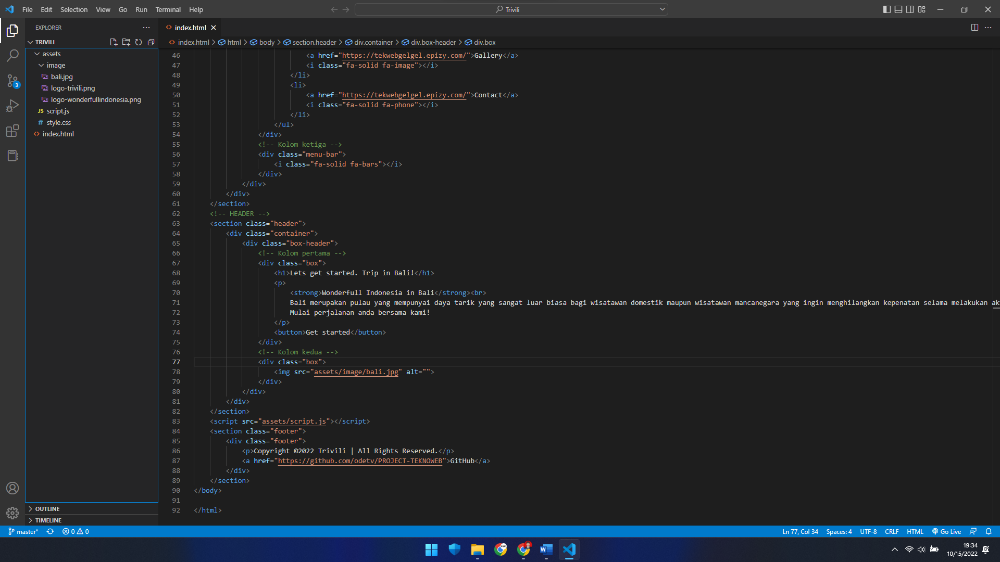 File Edit Selection View Go Run Terminal Help
Trivili
EXPLORER
index.html
TRIVILI
index.html > html > body > section.header > div.container > div.box-header > div.box
assets
image
bali.jpg
logo-trivili.png
logo-wonderfullindonesia.png
JS script.js
# style.css
index.html
46 <a href="https://tekwebgelgel.epizy.com/">Gallery</a>
47 <i class="fa-solid fa-image"></i>
48 </li>
49 <li>
50 <a href="https://tekwebgelgel.epizy.com/">Contact</a>
51 <i class="fa-solid fa-phone"></i>
52 </li>
53 </ul>
54 </div>
55 <!-- Kolom ketiga -->
56 <div class="menu-bar">
57 <i class="fa-solid fa-bars"></i>
58 </div>
59 </div>
60 </div>
61 </section>
62 <!-- HEADER -->
63 <section class="header">
64 <div class="container">
65 <div class="box-header">
66 <!-- Kolom pertama -->
67 <div class="box">
68 <h1>Lets get started. Trip in Bali!</h1>
69 <p>
70 <strong>Wonderfull Indonesia in Bali</strong><br>
71 Bali merupakan pulau yang mempunyai daya tarik yang sangat luar biasa bagi wisatawan domestik maupun wisatawan mancanegara yang ingin menghilangkan kepenatan selama melakukan ak
72 Mulai perjalanan anda bersama kami!
73 </p>
74 <button>Get started</button>
75 </div>
76 <!-- Kolom kedua -->
77 <div class="box">
78 <img src="assets/image/bali.jpg" alt="">
79 </div>
80 </div>
81 </div>
82 </section>
83 <script src="assets/script.js"></script>
84 <section class="footer">
85 <div class="footer">
86 <p>Copyright ©2022 Trivili | All Rights Reserved.</p>
87 <a href="https://github.com/odetv/PROJECT-TEKNOWEB">GitHub</a>
88 </div>
89 </section>
90 </body>
91
92 </html>
3
OUTLINE
TIMELINE
master* 0 0 Ln 77, Col 34 Spaces: 4 UTF-8 CRLF HTML Go Live
19:34
10/15/2022